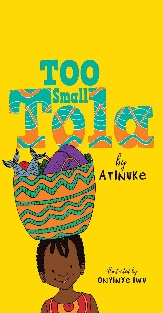 TOO
Small
Tola
by
ATINUKE
illustrated by
ONYINYE IWU